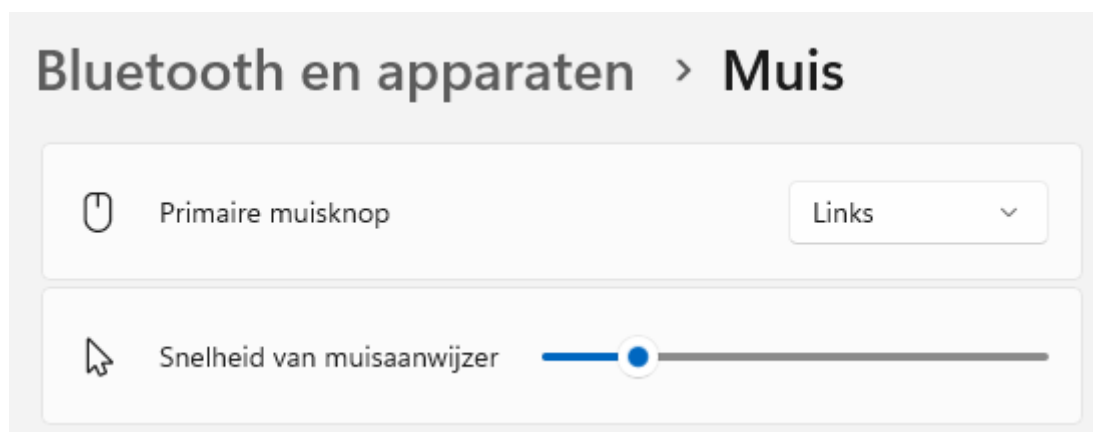 Bluetooth en apparaten > Muis
Primaire muisknop Links
Snelheid van muisaanwijzer